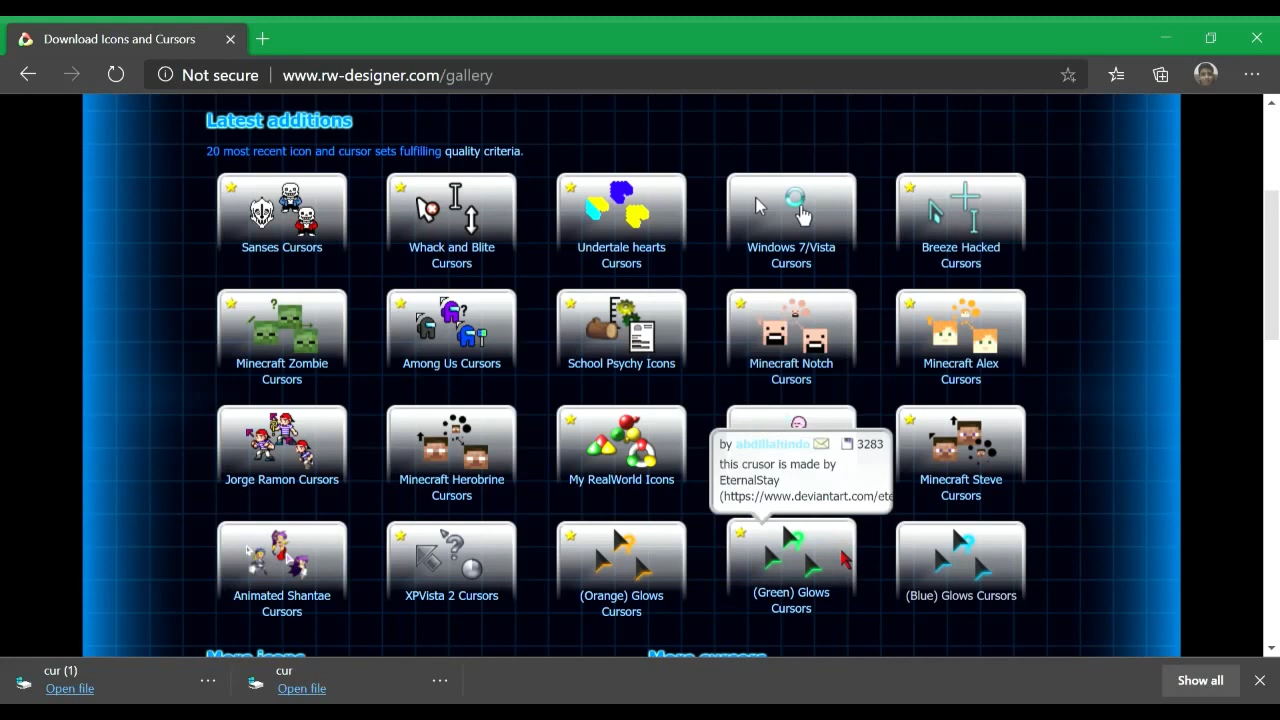 Download Icons and Cursors
Not secure
www.rw-designer.com/gallery
Latest additions
20 most recent icon and cursor sets fulfilling quality criteria.
Sanses Cursors
Whack and Blite
Cursors
Undertale hearts
Cursors
Windows 7/Vista
Cursors
Breeze Hacked
Cursors
Minecraft Zombie
Cursors
Among Us Cursors
School Psychy Icons
Minecraft Notch
Cursors
Minecraft Alex
Cursors
Jorge Ramon Cursors
Minecraft Herobrine
Cursors
My RealWorld Icons
by abdillahindo 3283
this crusor is made by
EternalStay
(https://www.deviantart.com/ete
Minecraft Steve
Cursors
Animated Shantae
Cursors
XPVista 2 Cursors
(Orange) Glows
Cursors
(Green) Glows
Cursors
(Blue) Glows Cursors
More icons
More cursors
cur (1)
Open file
cur
Open file
Show all